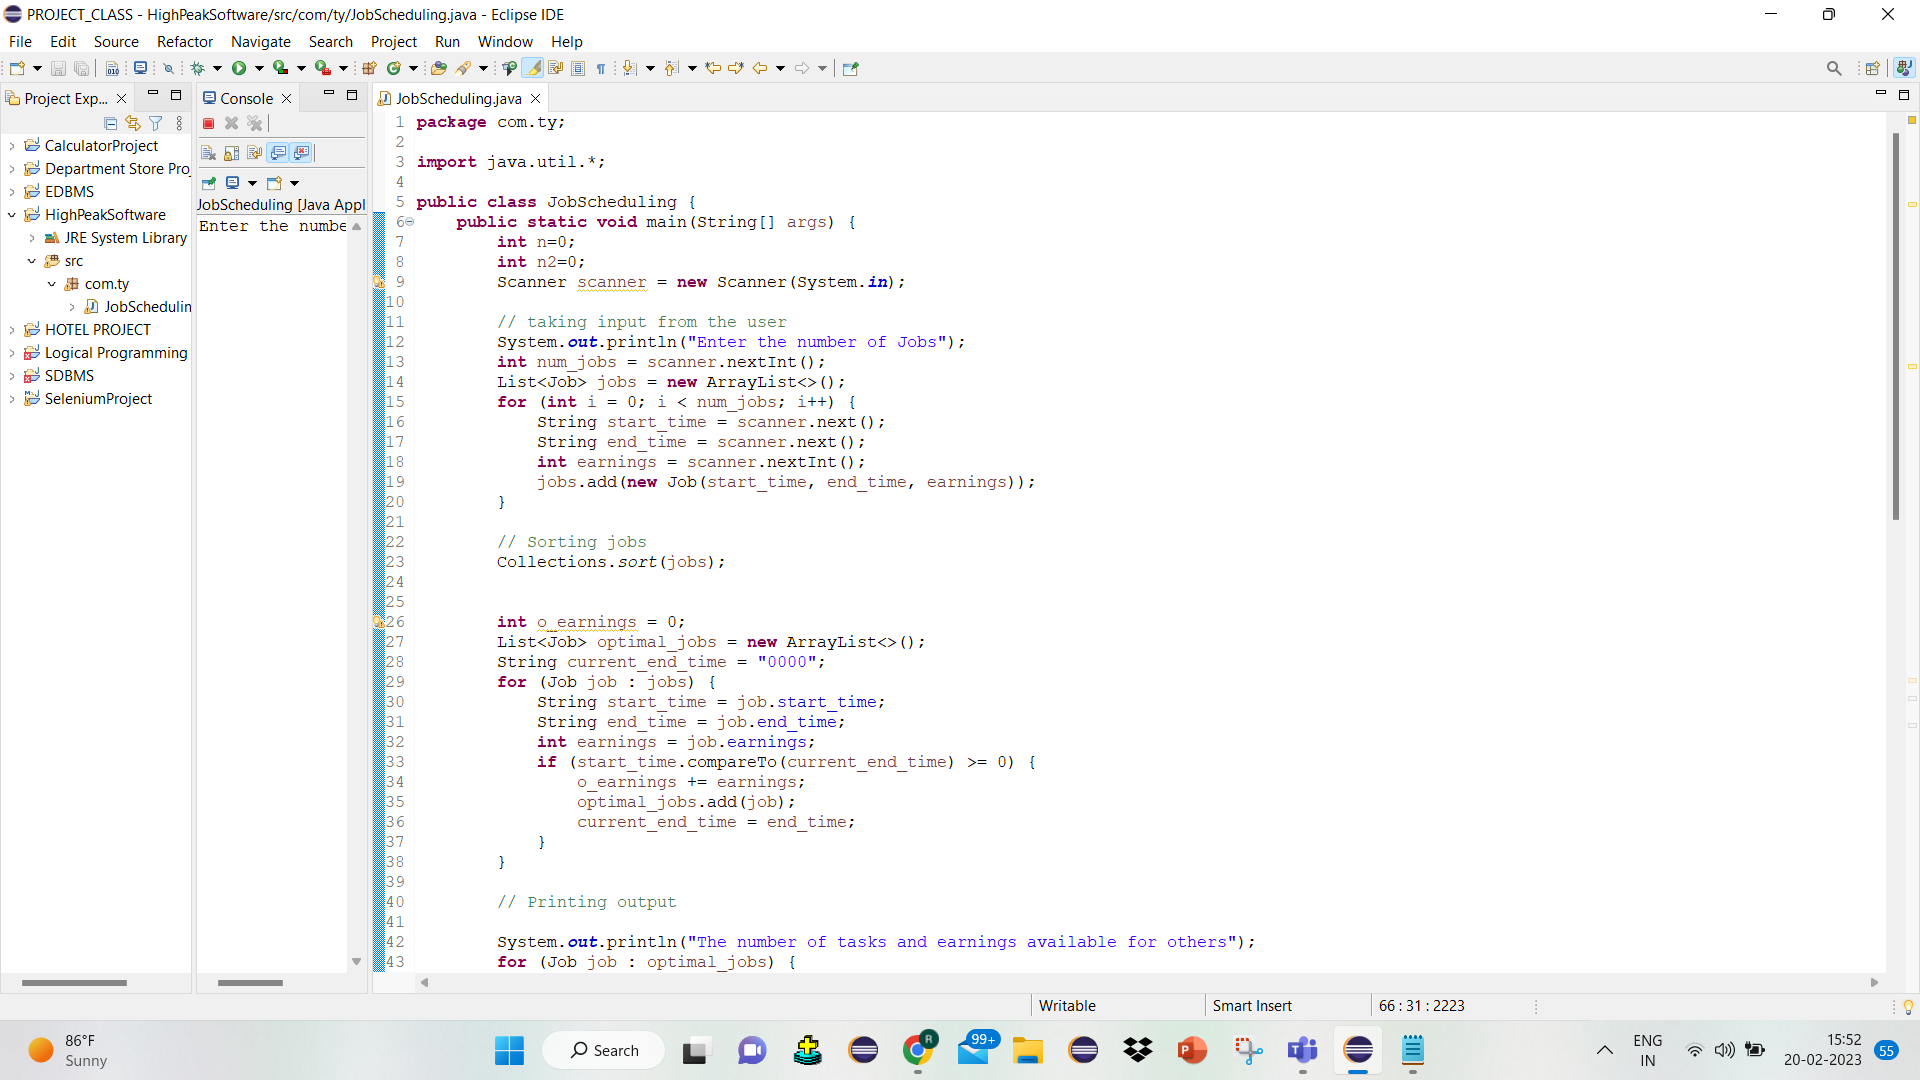 PROJECT_CLASS - HighPeakSoftware/src/com/ty/JobScheduling.java - Eclipse IDE
File Edit Source Refactor Navigate Search Project Run Window Help
Project Exp...
CalculatorProject
Department Store Pro
EDBMS
HighPeakSoftware
JRE System Library
src
com.ty
JobSchedulin
HOTEL PROJECT
Logical Programming
SDBMS
SeleniumProject
Console
JobScheduling [Java Appl
Enter the numbe
JobScheduling.java
1 package com.ty;
2
3 import java.util.*;
4
5 public class JobScheduling {
6 public static void main(String[] args) {
7 int n=0;
8 int n2=0;
9 Scanner scanner = new Scanner(System.in);
10
11 // taking input from the user
12 System.out.println("Enter the number of Jobs");
13 int num_jobs = scanner.nextInt();
14 List<Job> jobs = new ArrayList<>();
15 for (int i = 0; i < num_jobs; i++) {
16 String start_time = scanner.next();
17 String end_time = scanner.next();
18 int earnings = scanner.nextInt();
19 jobs.add(new Job(start_time, end_time, earnings));
20 }
21
22 // Sorting jobs
23 Collections.sort(jobs);
24
25
26 int o_earnings = 0;
27 List<Job> optimal_jobs = new ArrayList<>();
28 String current_end_time = "0000";
29 for (Job job : jobs) {
30 String start_time = job.start_time;
31 String end_time = job.end_time;
32 int earnings = job.earnings;
33 if (start_time.compareTo(current_end_time) >= 0) {
34 o_earnings += earnings;
35 optimal_jobs.add(job);
36 current_end_time = end_time;
37 }
38 }
39
40 // Printing output
41
42 System.out.println("The number of tasks and earnings available for others");
43 for (Job job : optimal_jobs) {
Writable Smart Insert 66 : 31 : 2223
86°F
Sunny
Search
R
99+
ENG
IN
15:52
20-02-2023
55